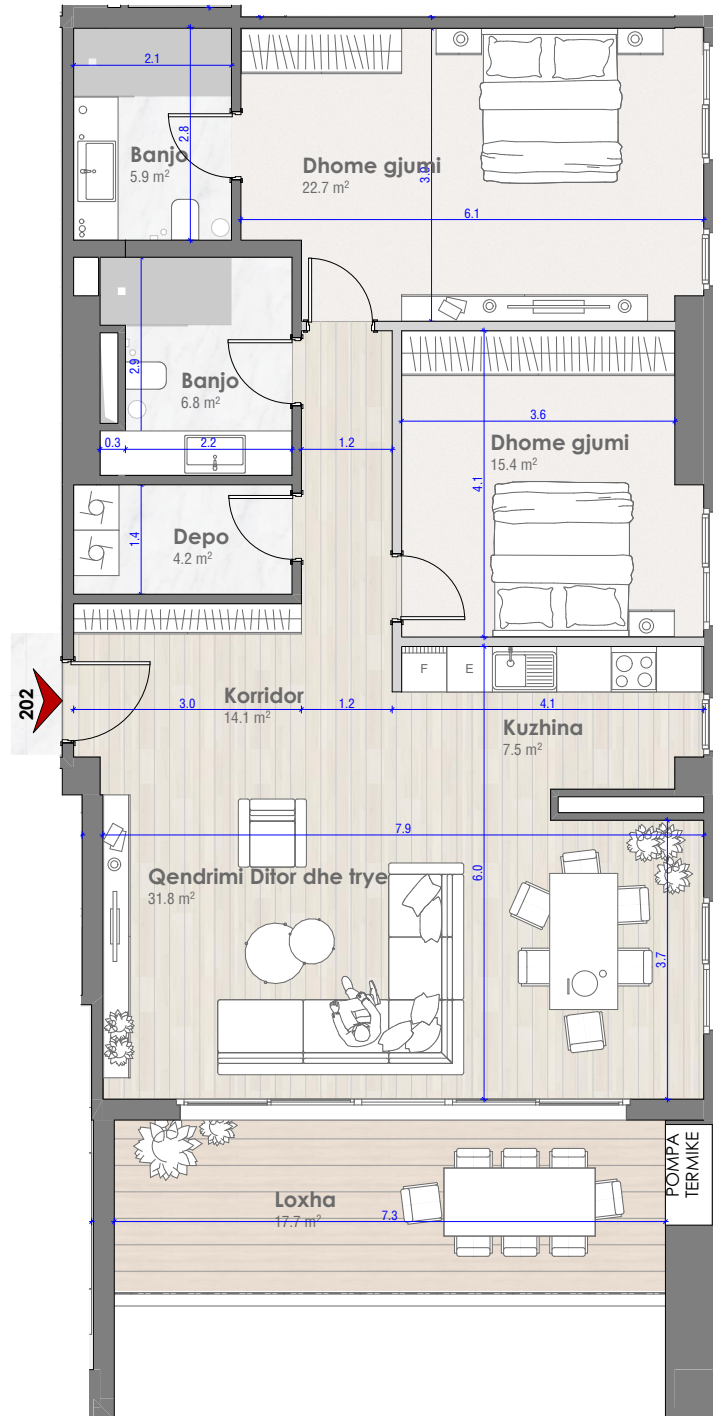 2.1
2.8
Banjo
5.9 m²
Dhome gjumi
22.7 m²
3.9
6.1
2.9
Banjo
6.8 m²
0.3
2.2
1.2
3.6
Dhome gjumi
15.4 m²
4.1
1.4
Depo
4.2 m²
F
E
202
Korridor
14.1 m²
3.0
1.2
4.1
Kuzhina
7.5 m²
7.9
6.0
Qendrimi Ditor dhe trye
31.8 m²
3.7
POMPA
TERMIKE
Loxha
17.7 m²
7.3